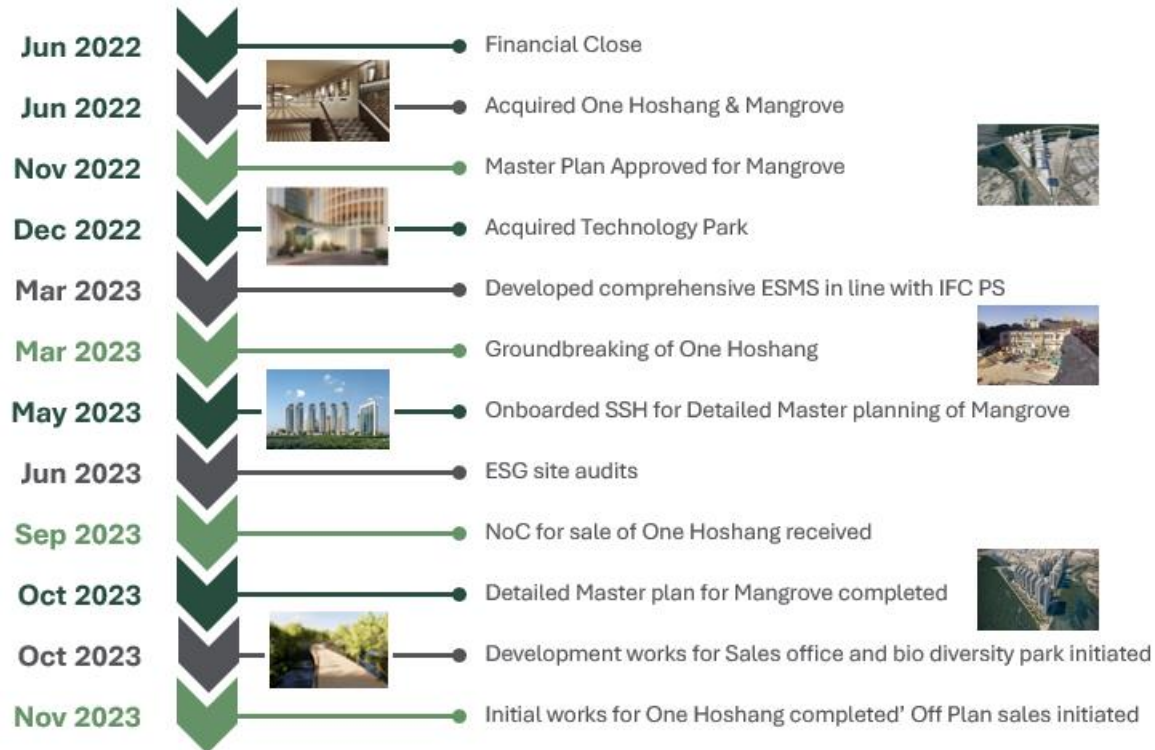 Jun 2022 Financial Close
Jun 2022 Acquired One Hoshang & Mangrove
Nov 2022 Master Plan Approved for Mangrove
Dec 2022 Acquired Technology Park
Mar 2023 Developed comprehensive ESMS in line with IFC PS
Mar 2023 Groundbreaking of One Hoshang
May 2023 Onboarded SSH for Detailed Master planning of Mangrove
Jun 2023 ESG site audits
Sep 2023 NoC for sale of One Hoshang received
Oct 2023 Detailed Master plan for Mangrove completed
Oct 2023 Development works for Sales office and bio diversity park initiated
Nov 2023 Initial works for One Hoshang completed’ Off Plan sales initiated